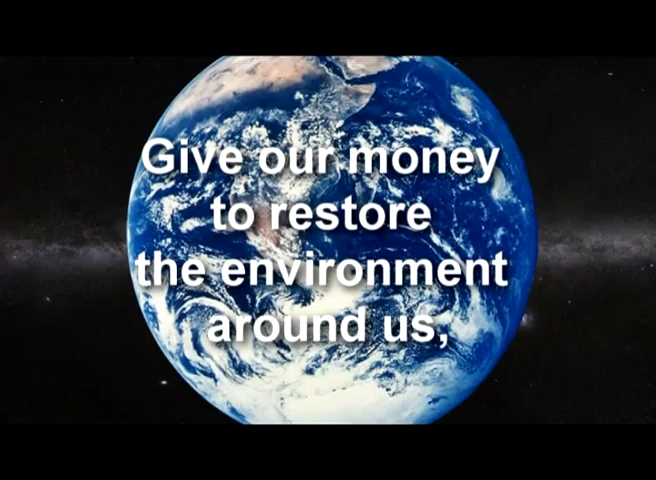 Give our money
to restore
the environment
around us,